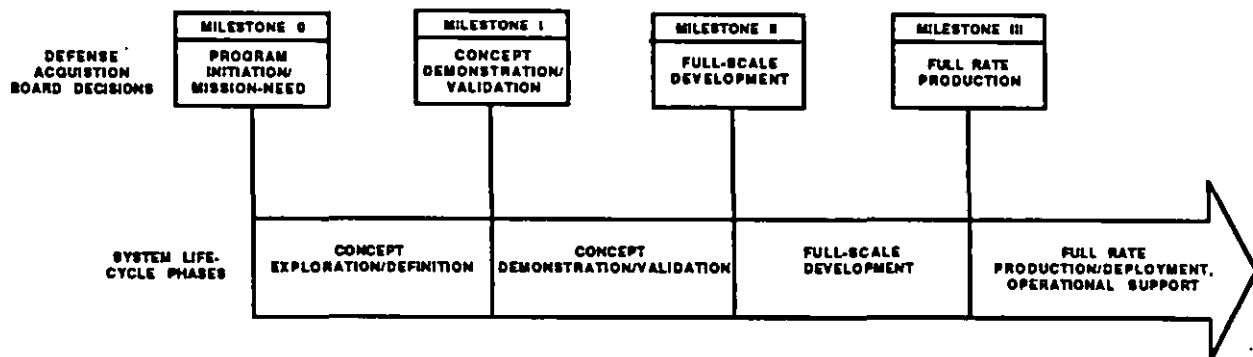 MILESTONE 0
MILESTONE I
MILESTONE II
MILESTONE III
DEFENSE
ACQUISTION
BOARD DECISIONS
PROGRAM
INITIATION/
MISSION-NEED
CONCEPT
DEMONSTRATION/
VALIDATION
FULL-SCALE
DEVELOPMENT
FULL RATE
PRODUCTION
SYSTEM LIFE-
CYCLE PHASES
CONCEPT
EXPLORATION/DEFINITION
CONCEPT
DEMONSTRATION/VALIDATION
FULL-SCALE
DEVELOPMENT
FULL RATE
PRODUCTION/DEPLOYMENT,
OPERATIONAL SUPPORT